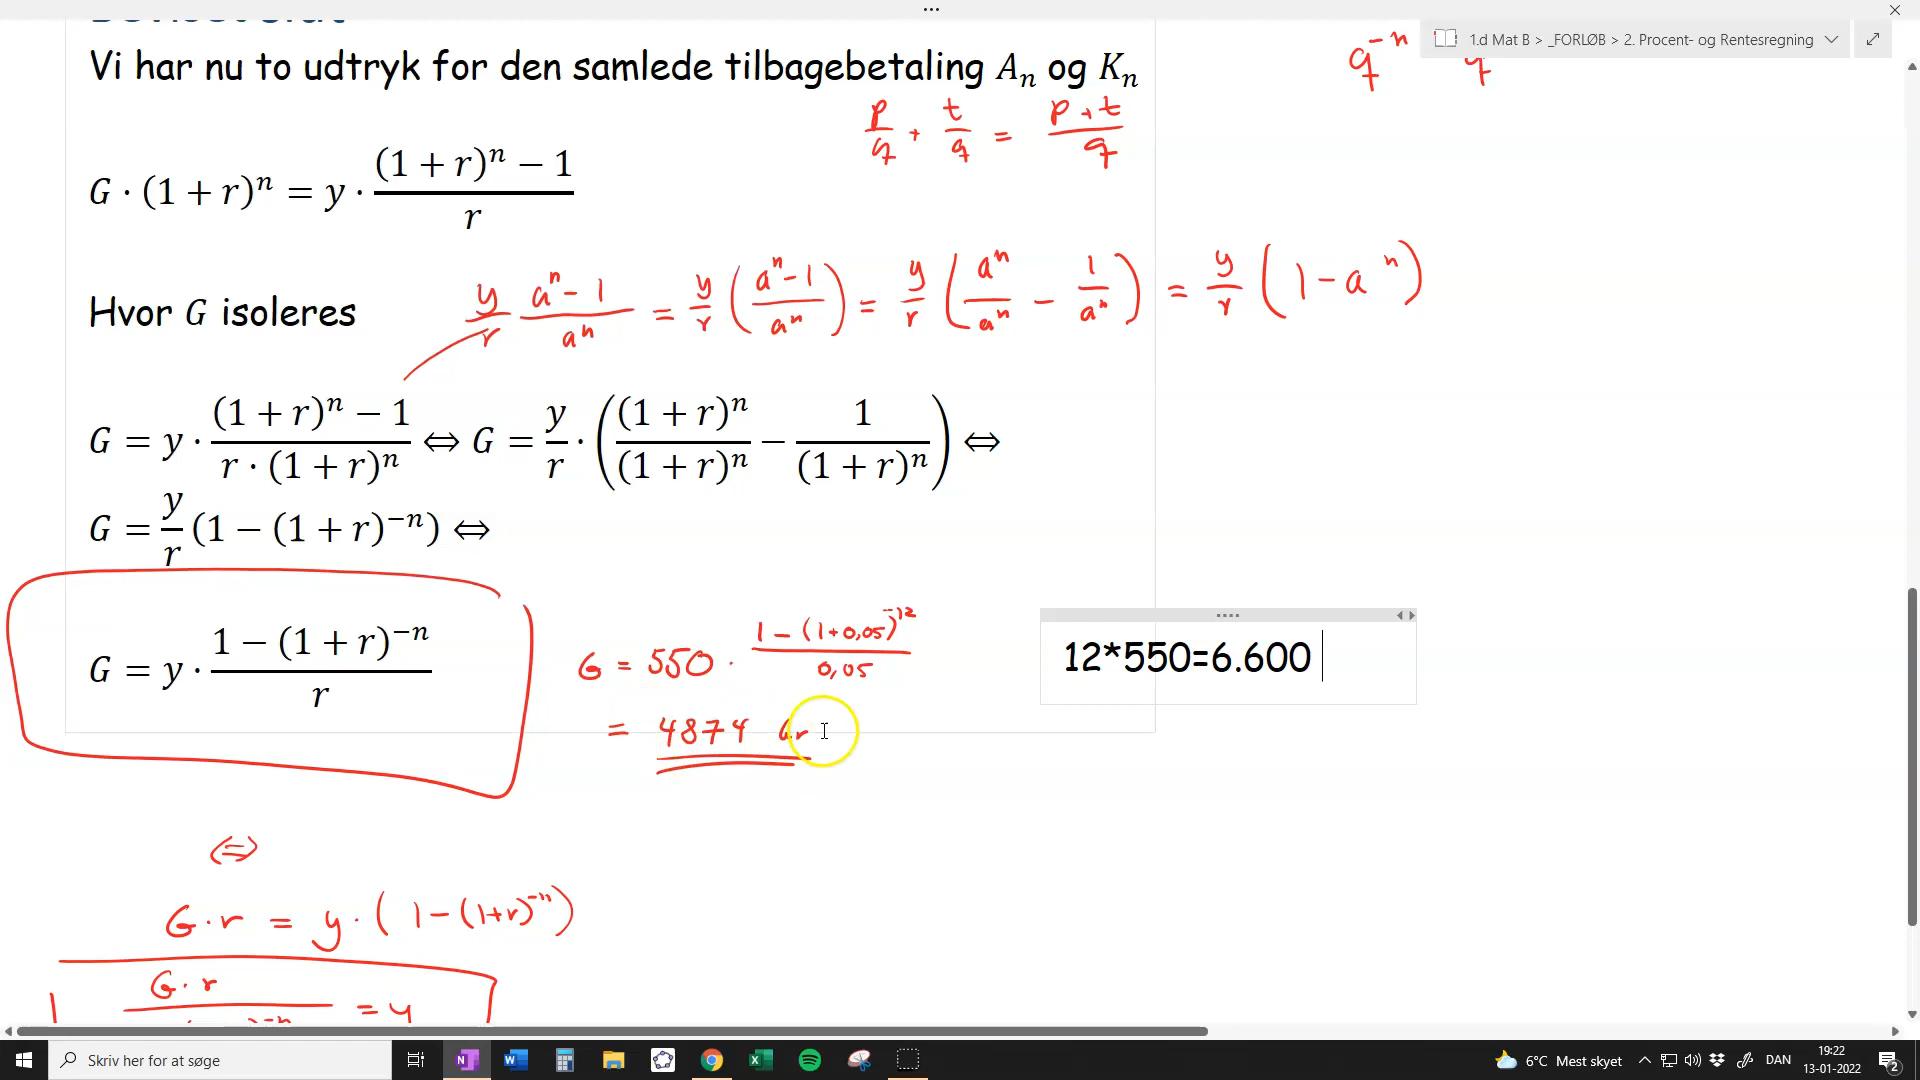 1.d Mat B > _FORLØB > 2. Procent- og Rentesregning
Vi har nu to udtryk for den samlede tilbagebetaling Aₙ og Kₙ
q⁻ⁿ
p/q + t/q = (p+t)/q
G · (1 + r)ⁿ = y · ((1 + r)ⁿ − 1)/r
Hvor G isoleres
y/r (aⁿ-1)/aⁿ = y/r ((aⁿ-1)/aⁿ) = y/r (aⁿ/aⁿ - 1/aⁿ) = y/r (1-a ⁿ)
G = y · ((1 + r)ⁿ − 1)/(r · (1 + r)ⁿ) ⇔ G = y/r · ((1 + r)ⁿ/(1 + r)ⁿ − 1/(1 + r)ⁿ) ⇔
G = y/r (1 − (1 + r)⁻ⁿ) ⇔
G = y · (1 − (1 + r)⁻ⁿ)/r
G = 550 · (1-(1+0,05)⁻¹²)/0,05
= 4874 kr
12*550=6.600
⇔
G·r = y·(1-(1+r)⁻ⁿ)
G·r
= y
Skriv her for at søge
6°C Mest skyet
DAN
19:22
13-01-2022
2